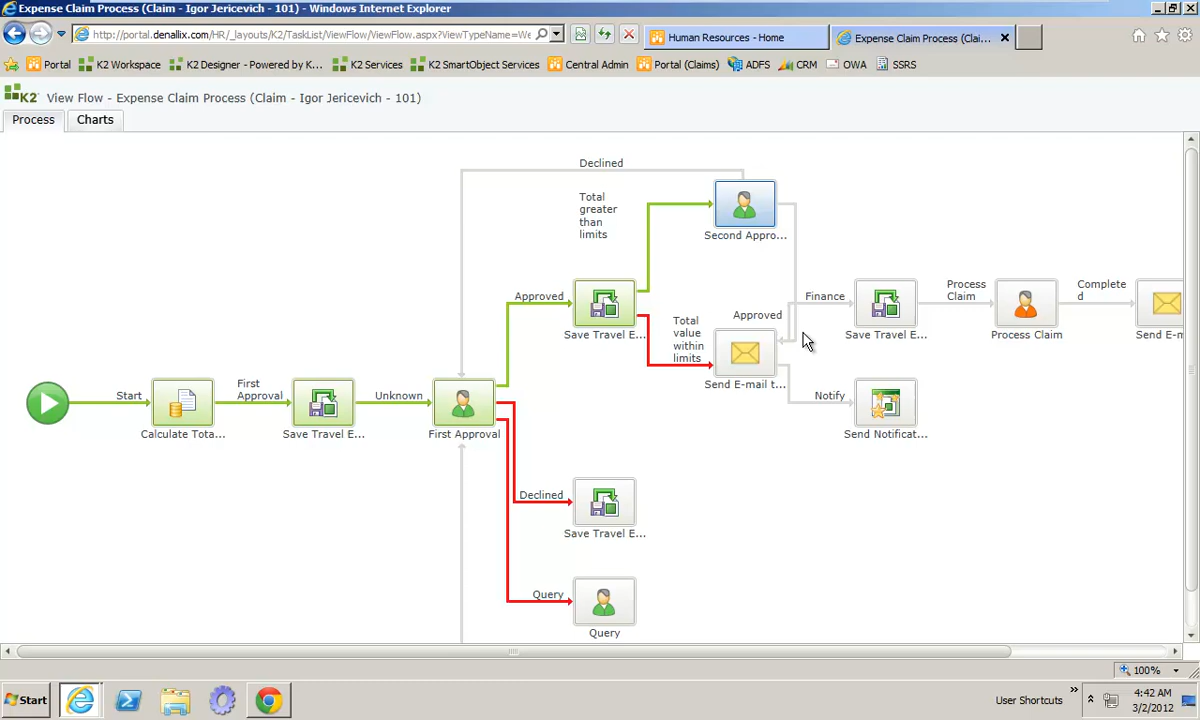 Expense Claim Process (Claim - Igor Jericevich - 101) - Windows Internet Explorer
http://portal.denallix.com/HR/_layouts/K2/TaskList/ViewFlow/ViewFlow.aspx?ViewTypeName=We
Human Resources - Home
Expense Claim Process (Clai...
Portal
K2 Workspace
K2 Designer - Powered by K...
K2 Services
K2 SmartObject Services
Central Admin
Portal (Claims)
ADFS
CRM
OWA
SSRS
K2 View Flow - Expense Claim Process (Claim - Igor Jericevich - 101)
Process
Charts
Declined
Total
greater
than
limits
Second Appro...
Approved
Save Travel E...
Total
value
within
limits
Approved
Send E-mail t...
Finance
Save Travel E...
Process
Claim
Process Claim
Complete
d
Send E-m
Start
Calculate Tota...
First
Approval
Save Travel E...
Unknown
First Approval
Notify
Send Notificat...
Declined
Save Travel E...
Query
Query
100%
Start
User Shortcuts
4:42 AM
3/2/2012